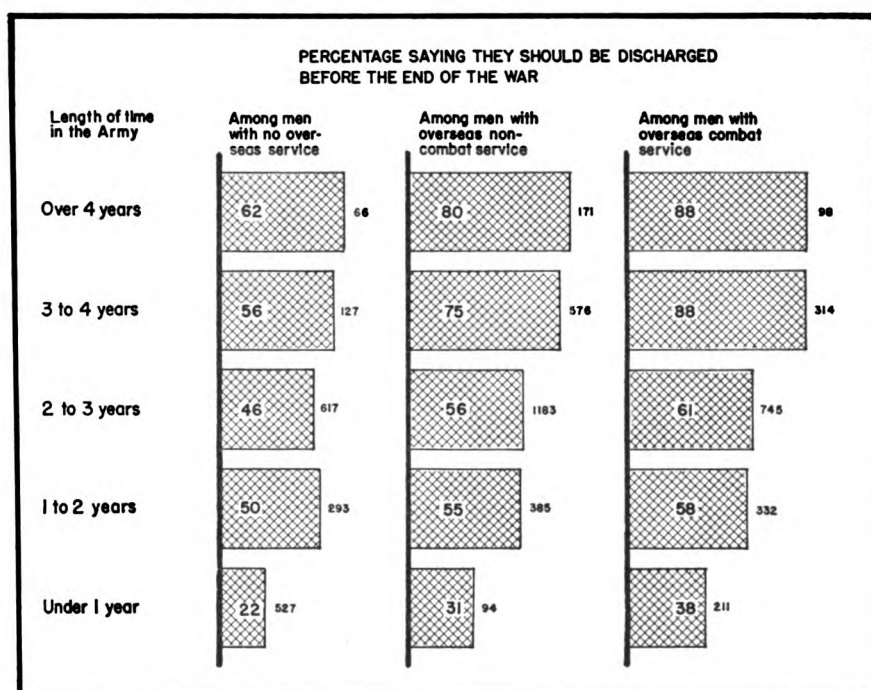 PERCENTAGE SAYING THEY SHOULD BE DISCHARGED
BEFORE THE END OF THE WAR
Length of time
in the Army
Among men
with no over-
seas service
Among men with
overseas non-
combat service
Among men with
overseas combat
service
Over 4 years 62 66 80 171 88 98
3 to 4 years 56 127 75 576 88 314
2 to 3 years 46 617 56 1183 61 745
1 to 2 years 50 293 55 385 58 332
Under 1 year 22 527 31 94 38 211